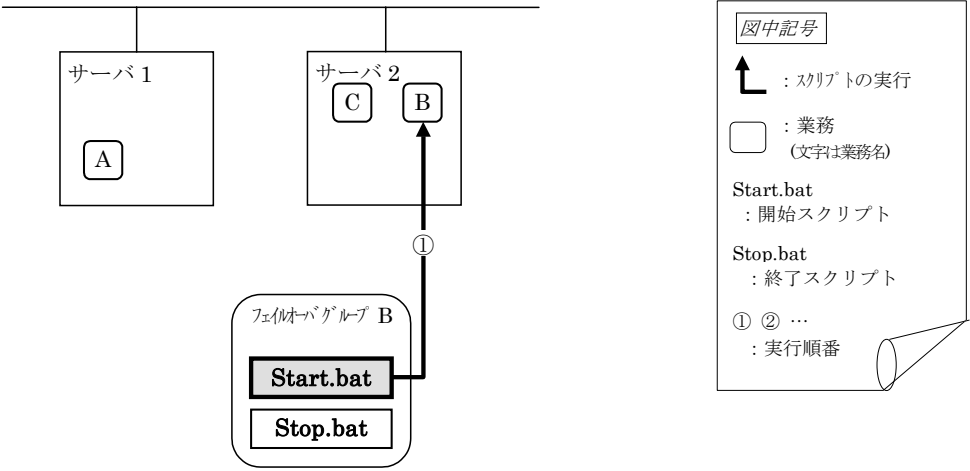 サーバ 1
A
サーバ 2
C
B
①
フェイルオーバグループ B
Start.bat
Stop.bat
図中記号
：スクリプトの実行
：業務
(文字は業務名)
Start.bat
：開始スクリプト
Stop.bat
：終了スクリプト
① ② …
：実行順番